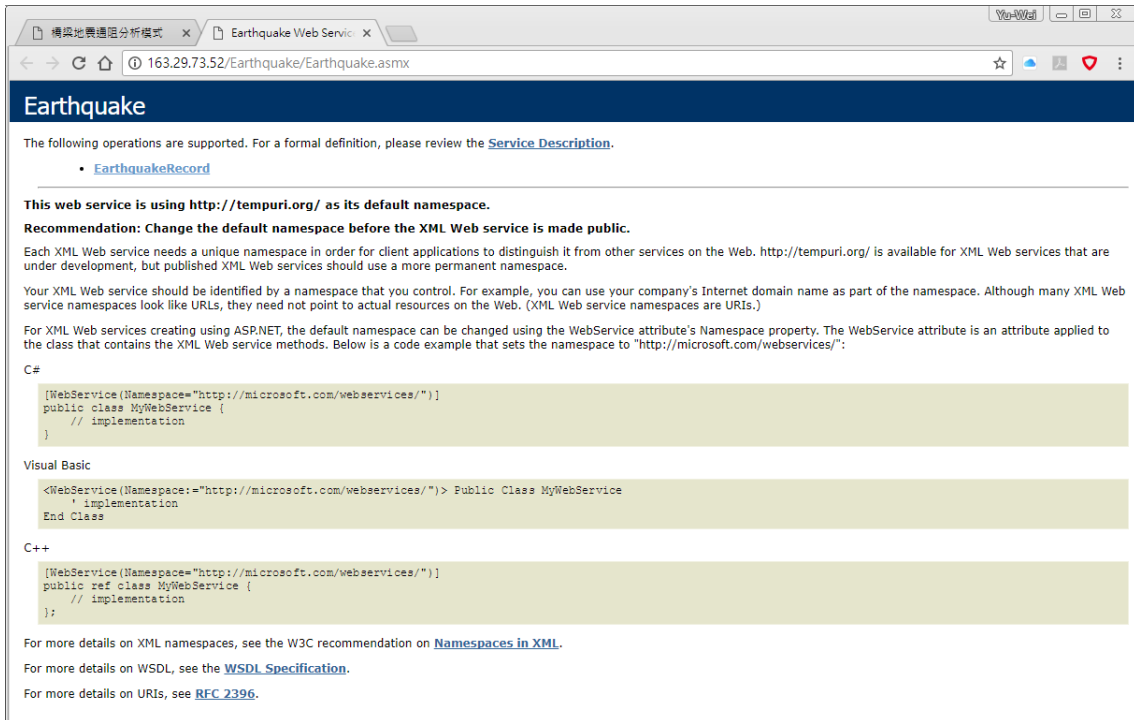 Yu-Wei
橋梁地震通阻分析模式
Earthquake Web Servic
163.29.73.52/Earthquake/Earthquake.asmx
Earthquake
The following operations are supported. For a formal definition, please review the Service Description.
• EarthquakeRecord
This web service is using http://tempuri.org/ as its default namespace.
Recommendation: Change the default namespace before the XML Web service is made public.
Each XML Web service needs a unique namespace in order for client applications to distinguish it from other services on the Web. http://tempuri.org/ is available for XML Web services that are
under development, but published XML Web services should use a more permanent namespace.
Your XML Web service should be identified by a namespace that you control. For example, you can use your company's Internet domain name as part of the namespace. Although many XML Web
service namespaces look like URLs, they need not point to actual resources on the Web. (XML Web service namespaces are URIs.)
For XML Web services creating using ASP.NET, the default namespace can be changed using the WebService attribute's Namespace property. The WebService attribute is an attribute applied to
the class that contains the XML Web service methods. Below is a code example that sets the namespace to "http://microsoft.com/webservices/":
C#
[WebService(Namespace="http://microsoft.com/webservices/")]
public class MyWebService {
// implementation
}
Visual Basic
<WebService(Namespace:="http://microsoft.com/webservices/")> Public Class MyWebService
' implementation
End Class
C++
[WebService(Namespace="http://microsoft.com/webservices/")]
public ref class MyWebService {
// implementation
};
For more details on XML namespaces, see the W3C recommendation on Namespaces in XML.
For more details on WSDL, see the WSDL Specification.
For more details on URIs, see RFC 2396.